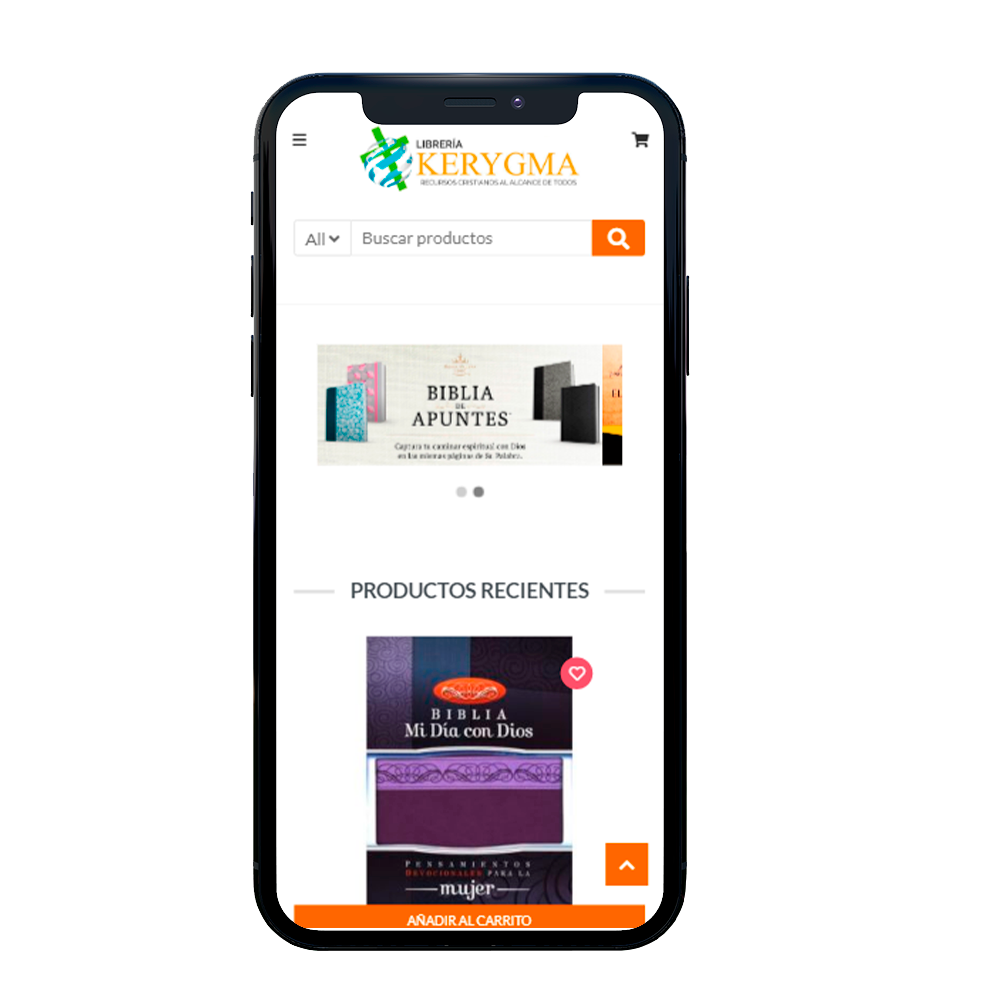 LIBRERÍA
KERYGMA
RECURSOS CRISTIANOS AL ALCANCE DE TODOS
All
Buscar productos
BIBLIA
DE
APUNTES
Captura tu caminar espiritual con Dios
en las mismas páginas de Su Palabra.
EL
PRODUCTOS RECIENTES
BIBLIA
Mi Día con Dios
PENSAMIENTOS
DEVOCIONALES PARA LA
mujer
AÑADIR AL CARRITO